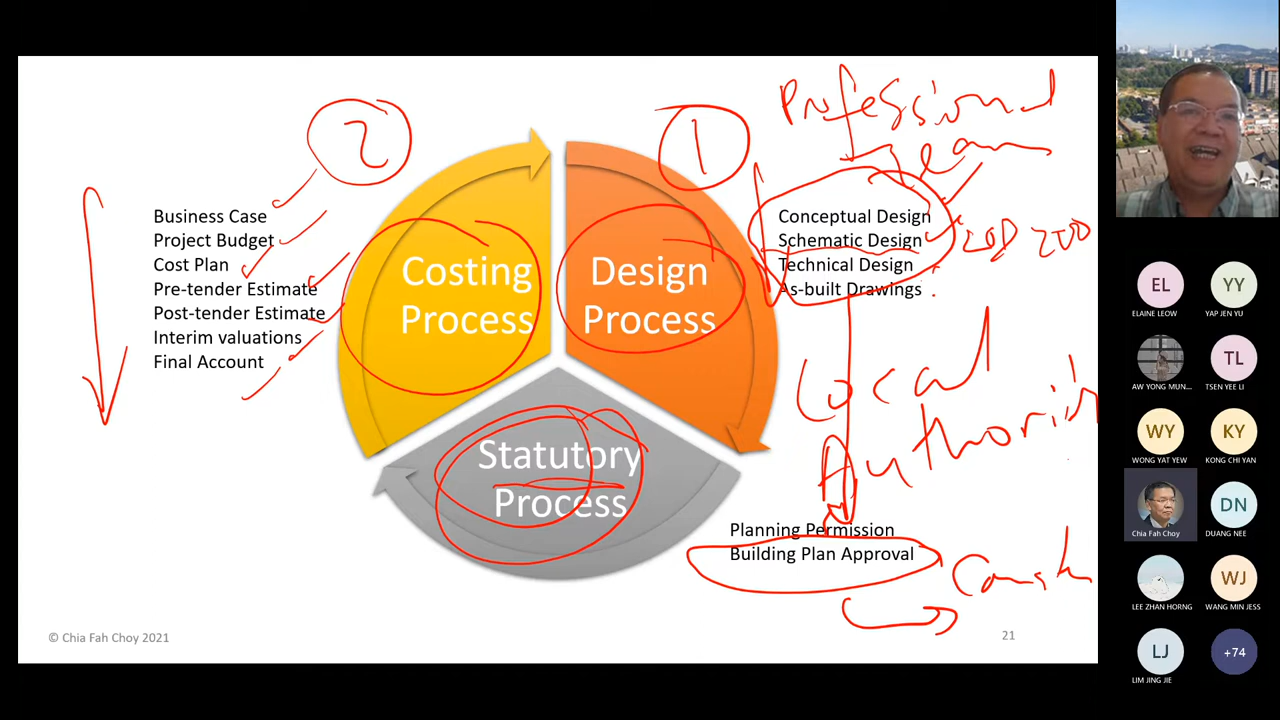 2
1
Professional
Team
Business Case
Project Budget
Cost Plan
Pre-tender Estimate
Post-tender Estimate
Interim valuations
Final Account
Costing
Process
Design
Process
Statutory
Process
Conceptual Design
Schematic Design
Technical Design
As-built Drawings
Local
Authority
Planning Permission
Building Plan Approval
© Chia Fah Choy 2021
21
EL
ELAINE LEOW
YY
YAP JEN YU
AW YONG MUN...
TL
TSEN YEE LI
WY
WONG YAT YEW
KY
KONG CHI YAN
Chia Fah Choy
DN
DUANG NEE
LEE ZHAN HORNG
WJ
WANG MIN JESS
LJ
LIM JING JIE
+74